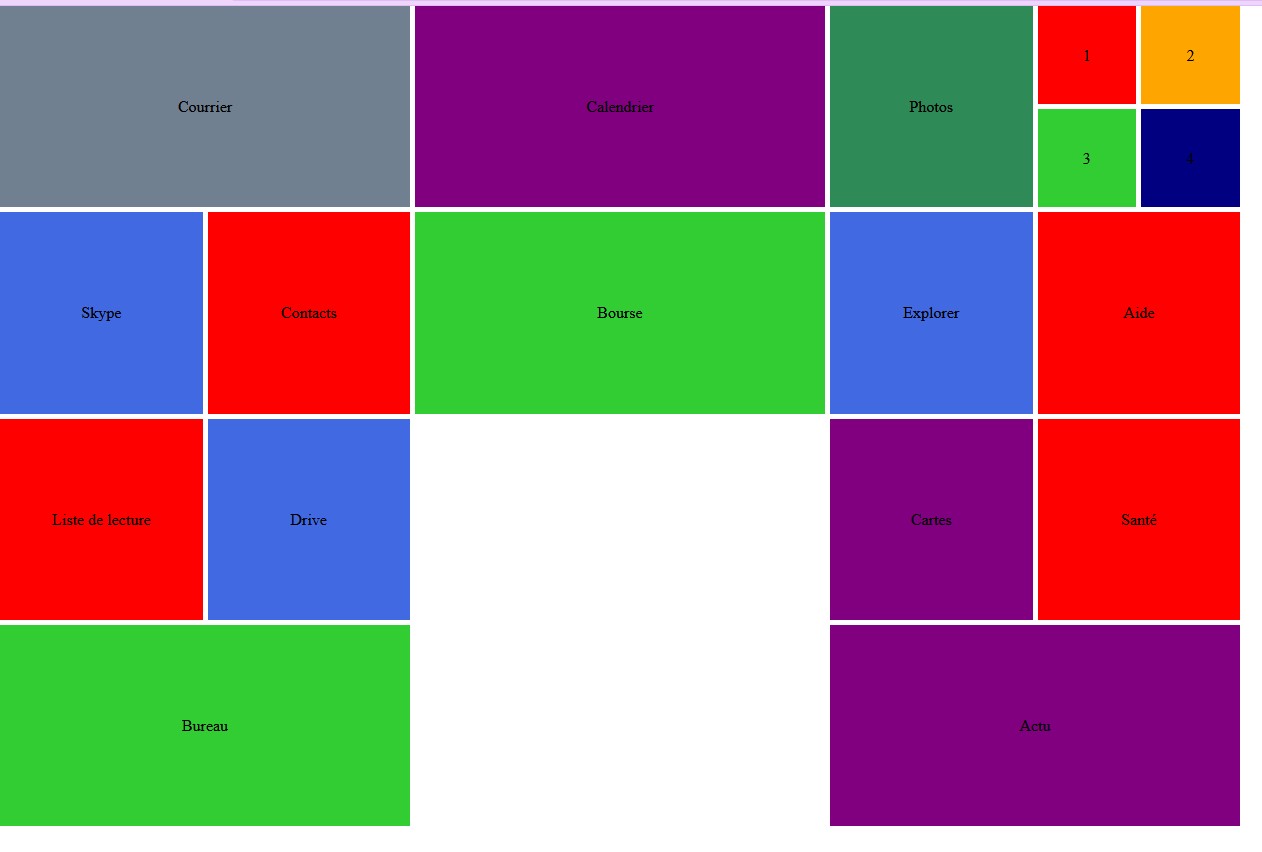 Courrier
Calendrier
Photos
1
2
3
4
Skype
Contacts
Bourse
Explorer
Aide
Liste de lecture
Drive
Cartes
Santé
Bureau
Actu